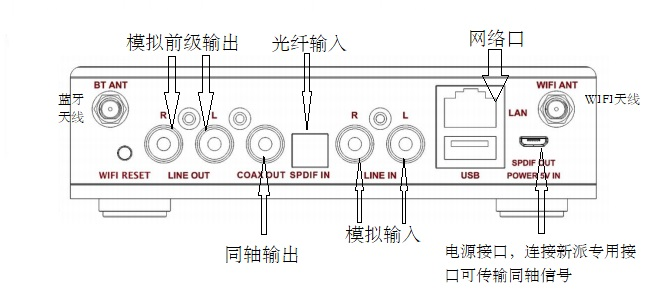 模拟前级输出
光纤输入
网络口
BT ANT
蓝牙
天线
WIFI ANT
WIFI天线
R
L
R
L
LAN
WIFI RESET
LINE OUT
COAX OUT
SPDIF IN
LINE IN
USB
SPDIF OUT
POWER 5V IN
同轴输出
模拟输入
电源接口，连接新派专用接
口可传输同轴信号